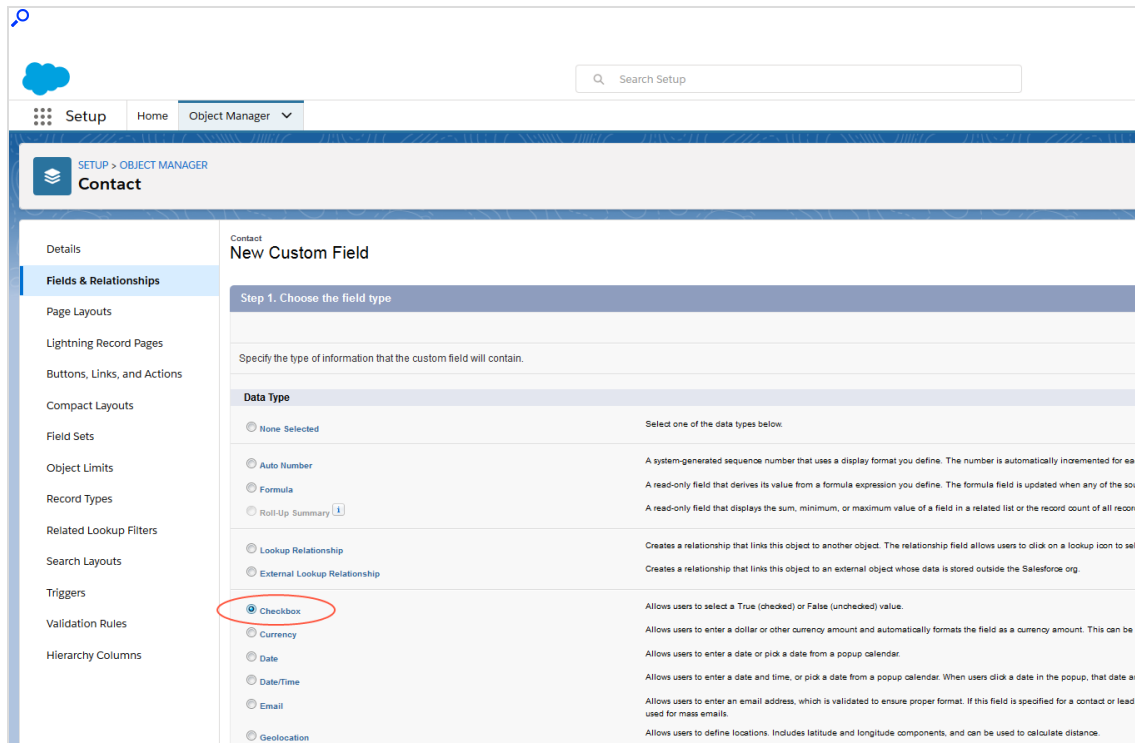 Search Setup
Setup Home Object Manager
SETUP > OBJECT MANAGER
Contact
Details
Fields & Relationships
Page Layouts
Lightning Record Pages
Buttons, Links, and Actions
Compact Layouts
Field Sets
Object Limits
Record Types
Related Lookup Filters
Search Layouts
Triggers
Validation Rules
Hierarchy Columns
Contact
New Custom Field
Step 1. Choose the field type
Specify the type of information that the custom field will contain.
Data Type
None Selected Select one of the data types below.
Auto Number A system-generated sequence number that uses a display format you define. The number is automatically incremented for ea
Formula A read-only field that derives its value from a formula expression you define. The formula field is updated when any of the sou
Roll-Up Summary i A read-only field that displays the sum, minimum, or maximum value of a field in a related list or the record count of all recor
Lookup Relationship Creates a relationship that links this object to another object. The relationship field allows users to click on a lookup icon to sel
External Lookup Relationship Creates a relationship that links this object to an external object whose data is stored outside the Salesforce org.
Checkbox Allows users to select a True (checked) or False (unchecked) value.
Currency Allows users to enter a dollar or other currency amount and automatically formats the field as a currency amount. This can be
Date Allows users to enter a date or pick a date from a popup calendar.
Date/Time Allows users to enter a date and time, or pick a date from a popup calendar. When users click a date in the popup, that date a
Email Allows users to enter an email address, which is validated to ensure proper format. If this field is specified for a contact or lead
used for mass emails.
Geolocation Allows users to define locations. Includes latitude and longitude components, and can be used to calculate distance.